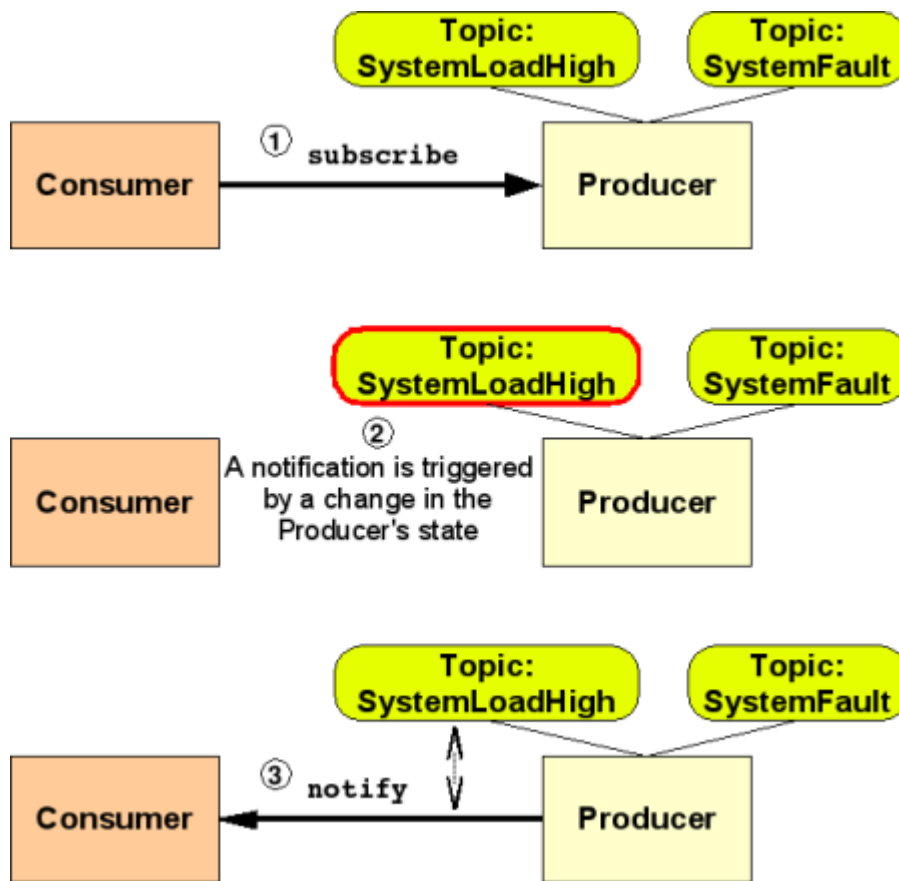 Topic:
SystemLoadHigh
Topic:
SystemFault
Consumer
① subscribe
Producer
Topic:
SystemLoadHigh
Topic:
SystemFault
Consumer
②
A notification is triggered
by a change in the
Producer's state
Producer
Topic:
SystemLoadHigh
Topic:
SystemFault
Consumer
③ notify
Producer